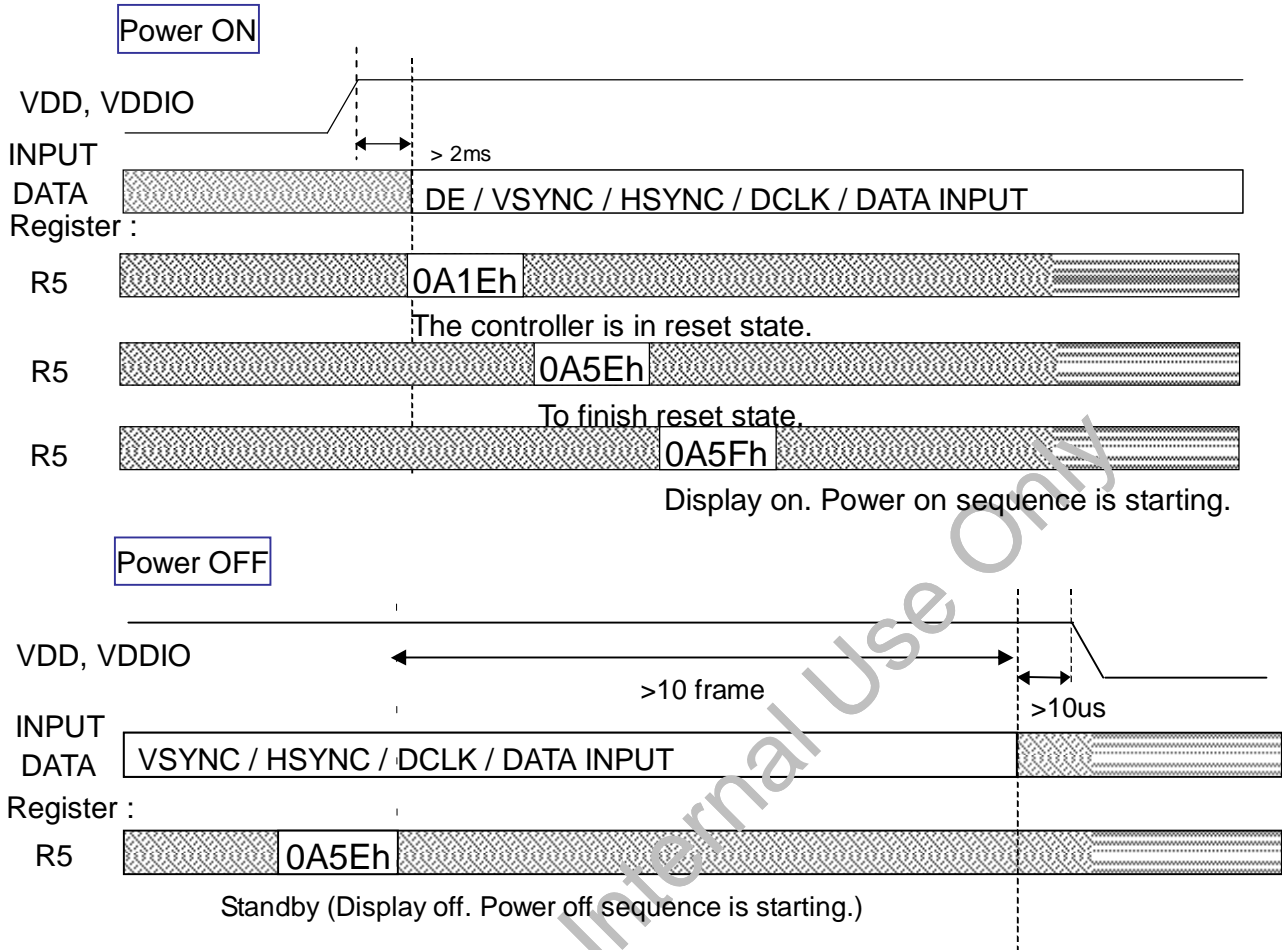 Power ON
VDD, VDDIO
INPUT
> 2ms
DATA
DE / VSYNC / HSYNC / DCLK / DATA INPUT
Register :
R5
0A1Eh
The controller is in reset state.
R5
0A5Eh
To finish reset state.
R5
0A5Fh
Display on. Power on sequence is starting.
Power OFF
VDD, VDDIO
>10 frame
>10us
INPUT
DATA
VSYNC / HSYNC / DCLK / DATA INPUT
Register :
R5
0A5Eh
Standby (Display off. Power off sequence is starting.)
Internal Use Only